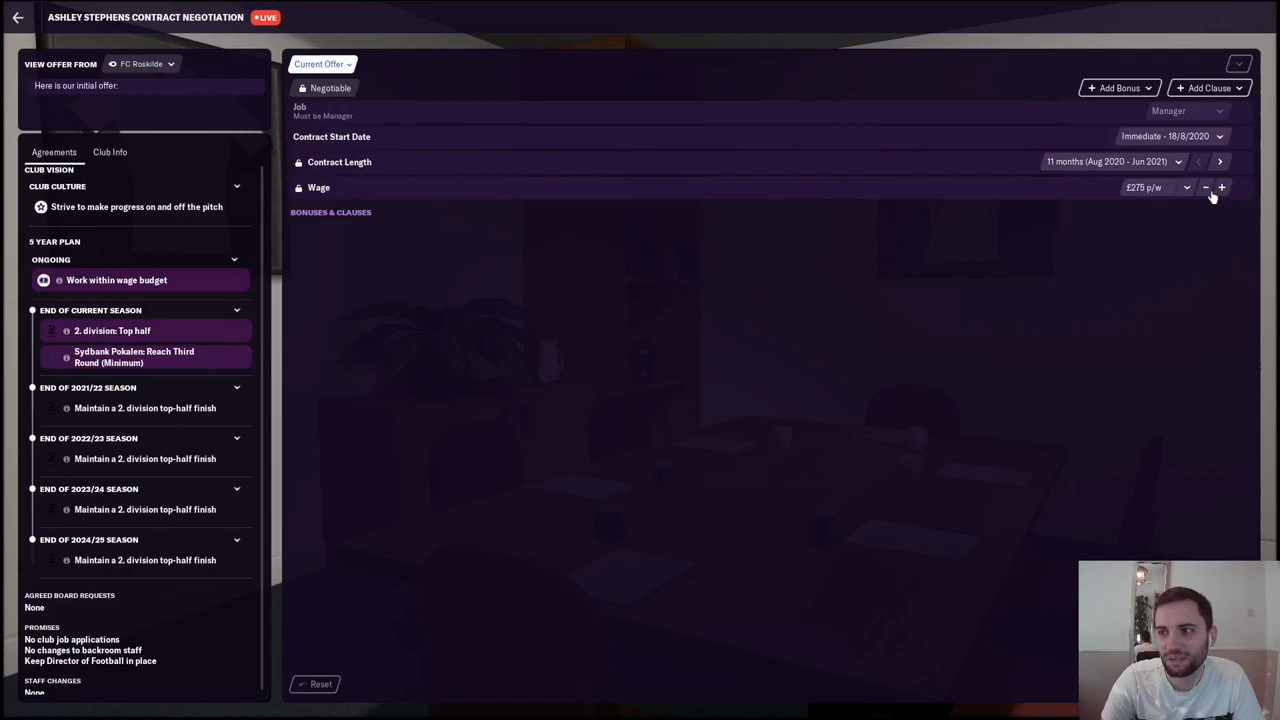 ASHLEY STEPHENS CONTRACT NEGOTIATION
LIVE
VIEW OFFER FROM
FC Roskilde
Here is our initial offer:
Agreements
Club Info
CLUB VISION
CLUB CULTURE
Strive to make progress on and off the pitch
5 YEAR PLAN
ONGOING
Work within wage budget
END OF CURRENT SEASON
2. division: Top half
Sydbank Pokalen: Reach Third
Round (Minimum)
END OF 2021/22 SEASON
Maintain a 2. division top-half finish
END OF 2022/23 SEASON
Maintain a 2. division top-half finish
END OF 2023/24 SEASON
Maintain a 2. division top-half finish
END OF 2024/25 SEASON
Maintain a 2. division top-half finish
AGREED BOARD REQUESTS
None
PROMISES
No club job applications
No changes to backroom staff
Keep Director of Football in place
STAFF CHANGES
None
Current Offer
Negotiable
+ Add Bonus
+ Add Clause
Job
Must be Manager
Manager
Contract Start Date
Immediate - 18/8/2020
Contract Length
11 months (Aug 2020 - Jun 2021)
Wage
£275 p/w
BONUSES & CLAUSES
Reset